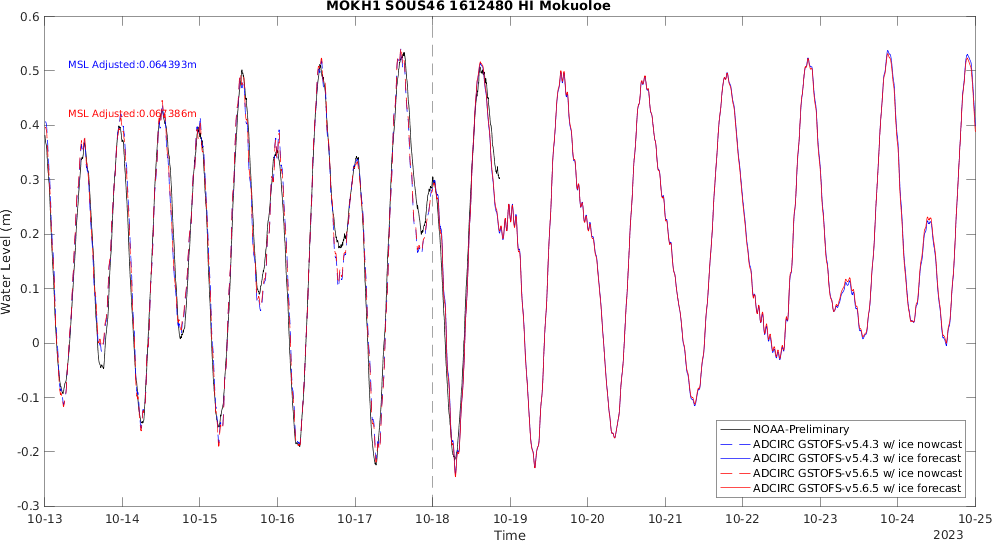 MOKH1 SOUS46 1612480 HI Mokuoloe
0.6
0.5
0.4
0.3
0.2
0.1
0
-0.1
-0.2
-0.3
Water Level (m)
MSL Adjusted:0.064393m
MSL Adjusted:0.067386m
NOAA-Preliminary
ADCIRC GSTOFS-v5.4.3 w/ ice nowcast
ADCIRC GSTOFS-v5.4.3 w/ ice forecast
ADCIRC GSTOFS-v5.6.5 w/ ice nowcast
ADCIRC GSTOFS-v5.6.5 w/ ice forecast
10-13 10-14 10-15 10-16 10-17 10-18 10-19 10-20 10-21 10-22 10-23 10-24 10-25
Time
2023